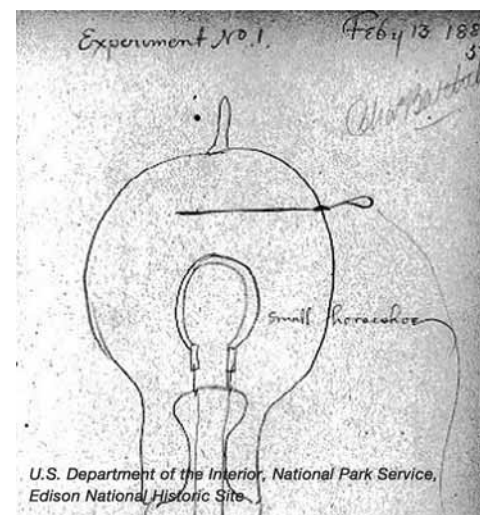 Experiment No. 1.
Feby 13 188
small horseshoe
U.S. Department of the Interior, National Park Service,
Edison National Historic Site